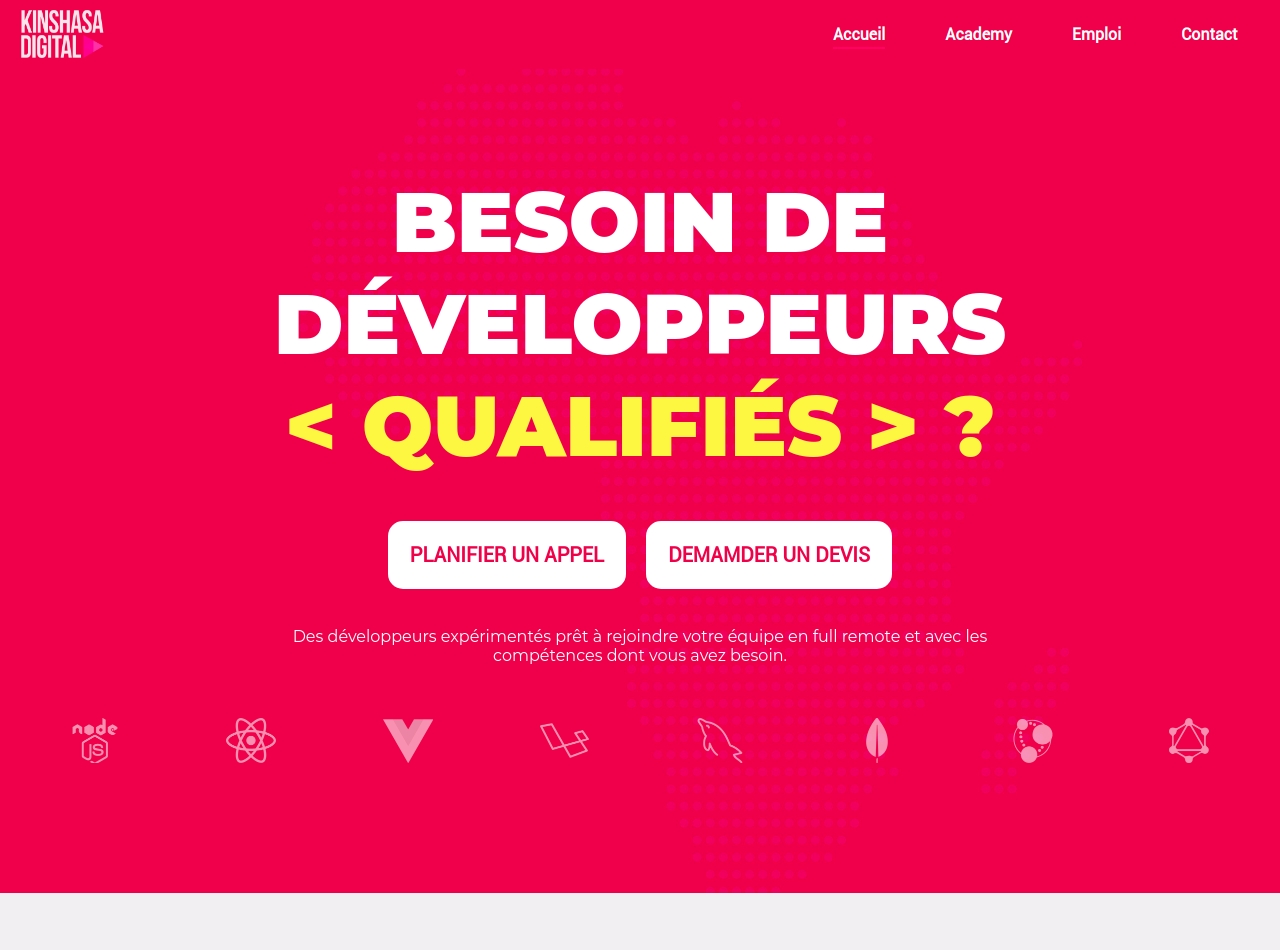 KINSHASA
DIGITAL
Accueil
Academy
Emploi
Contact
BESOIN DE
DÉVELOPPEURS
< QUALIFIÉS > ?
PLANIFIER UN APPEL
DEMAMDER UN DEVIS
Des développeurs expérimentés prêt à rejoindre votre équipe en full remote et avec les
compétences dont vous avez besoin.
node
JS